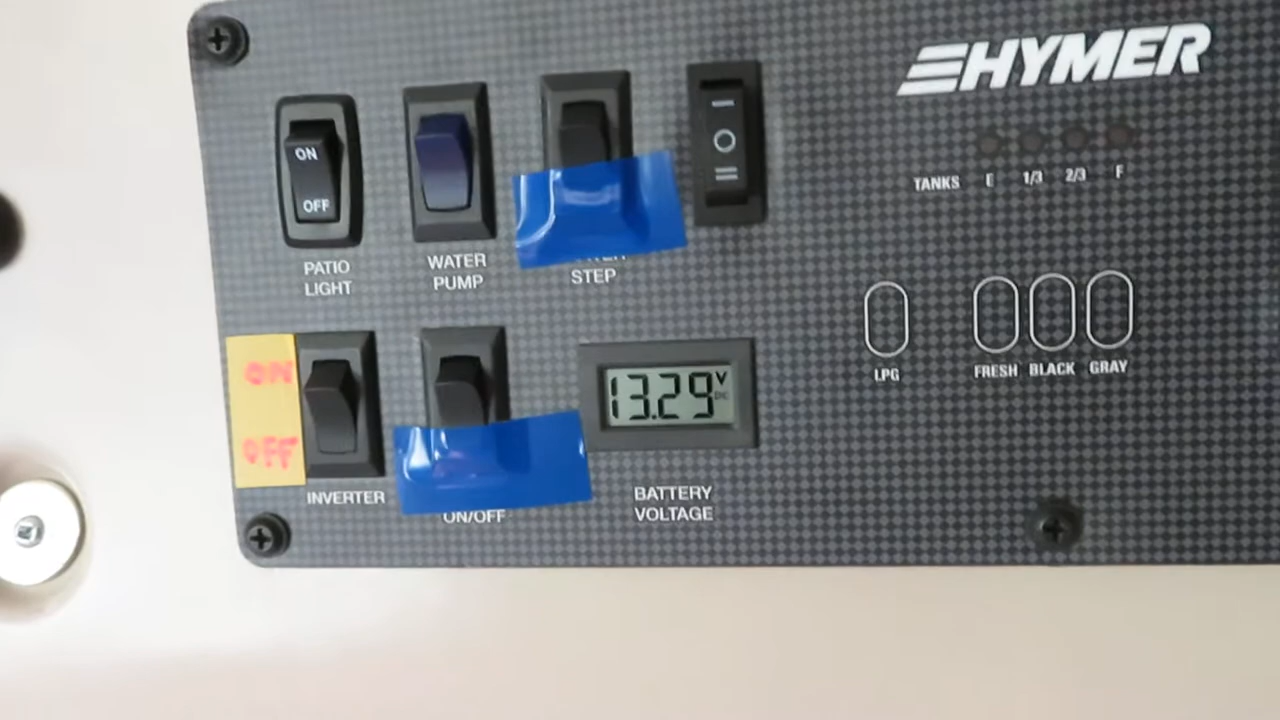 HYMER
ON
OFF
TANKS E 1/3 2/3 F
PATIO
LIGHT
WATER
PUMP
STEP
ON
OFF
13.29 V
DC
LPG
FRESH BLACK GRAY
INVERTER
ON/OFF
BATTERY
VOLTAGE